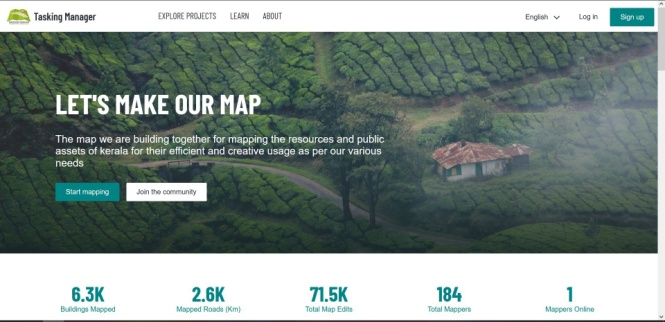 Tasking Manager
EXPLORE PROJECTS LEARN ABOUT
English Log in Sign up
LET'S MAKE OUR MAP
The map we are building together for mapping the resources and public
assets of kerala for their efficient and creative usage as per our various
needs
Start mapping Join the community
6.3K 2.6K 71.5K 184 1
Buildings Mapped Mapped Roads (Km) Total Map Edits Total Mappers Mappers Online